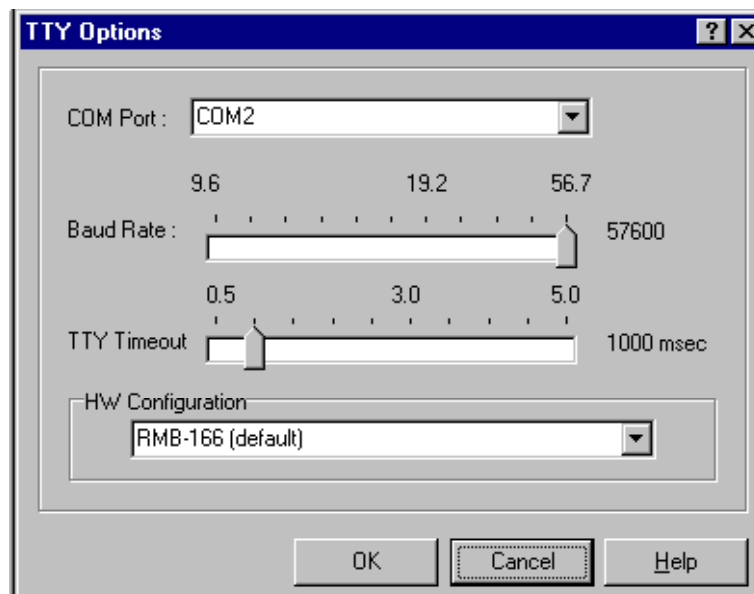 TTY Options
COM Port :
COM2
9.6 19.2 56.7
Baud Rate :
57600
0.5 3.0 5.0
TTY Timeout
1000 msec
HW Configuration
RMB-166 (default)
OK Cancel Help